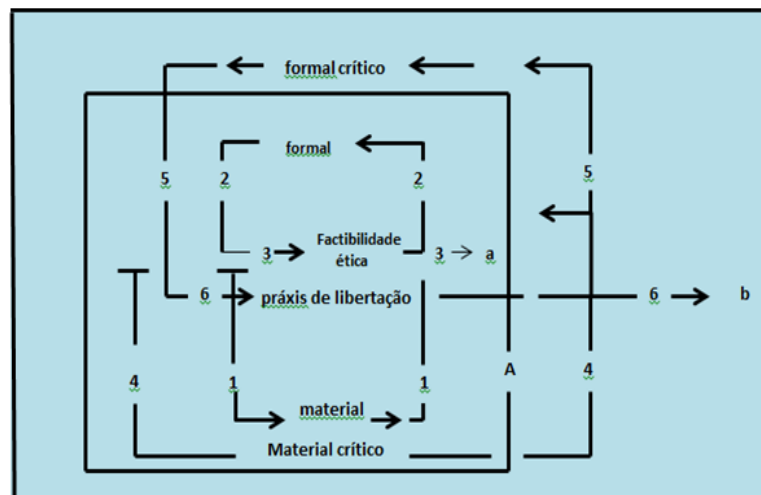 formal crítico
formal
5 2 2 5
3 Factibilidade ética 3 → a
6 práxis de libertação 6 b
4 1 1 A 4
material
Material crítico